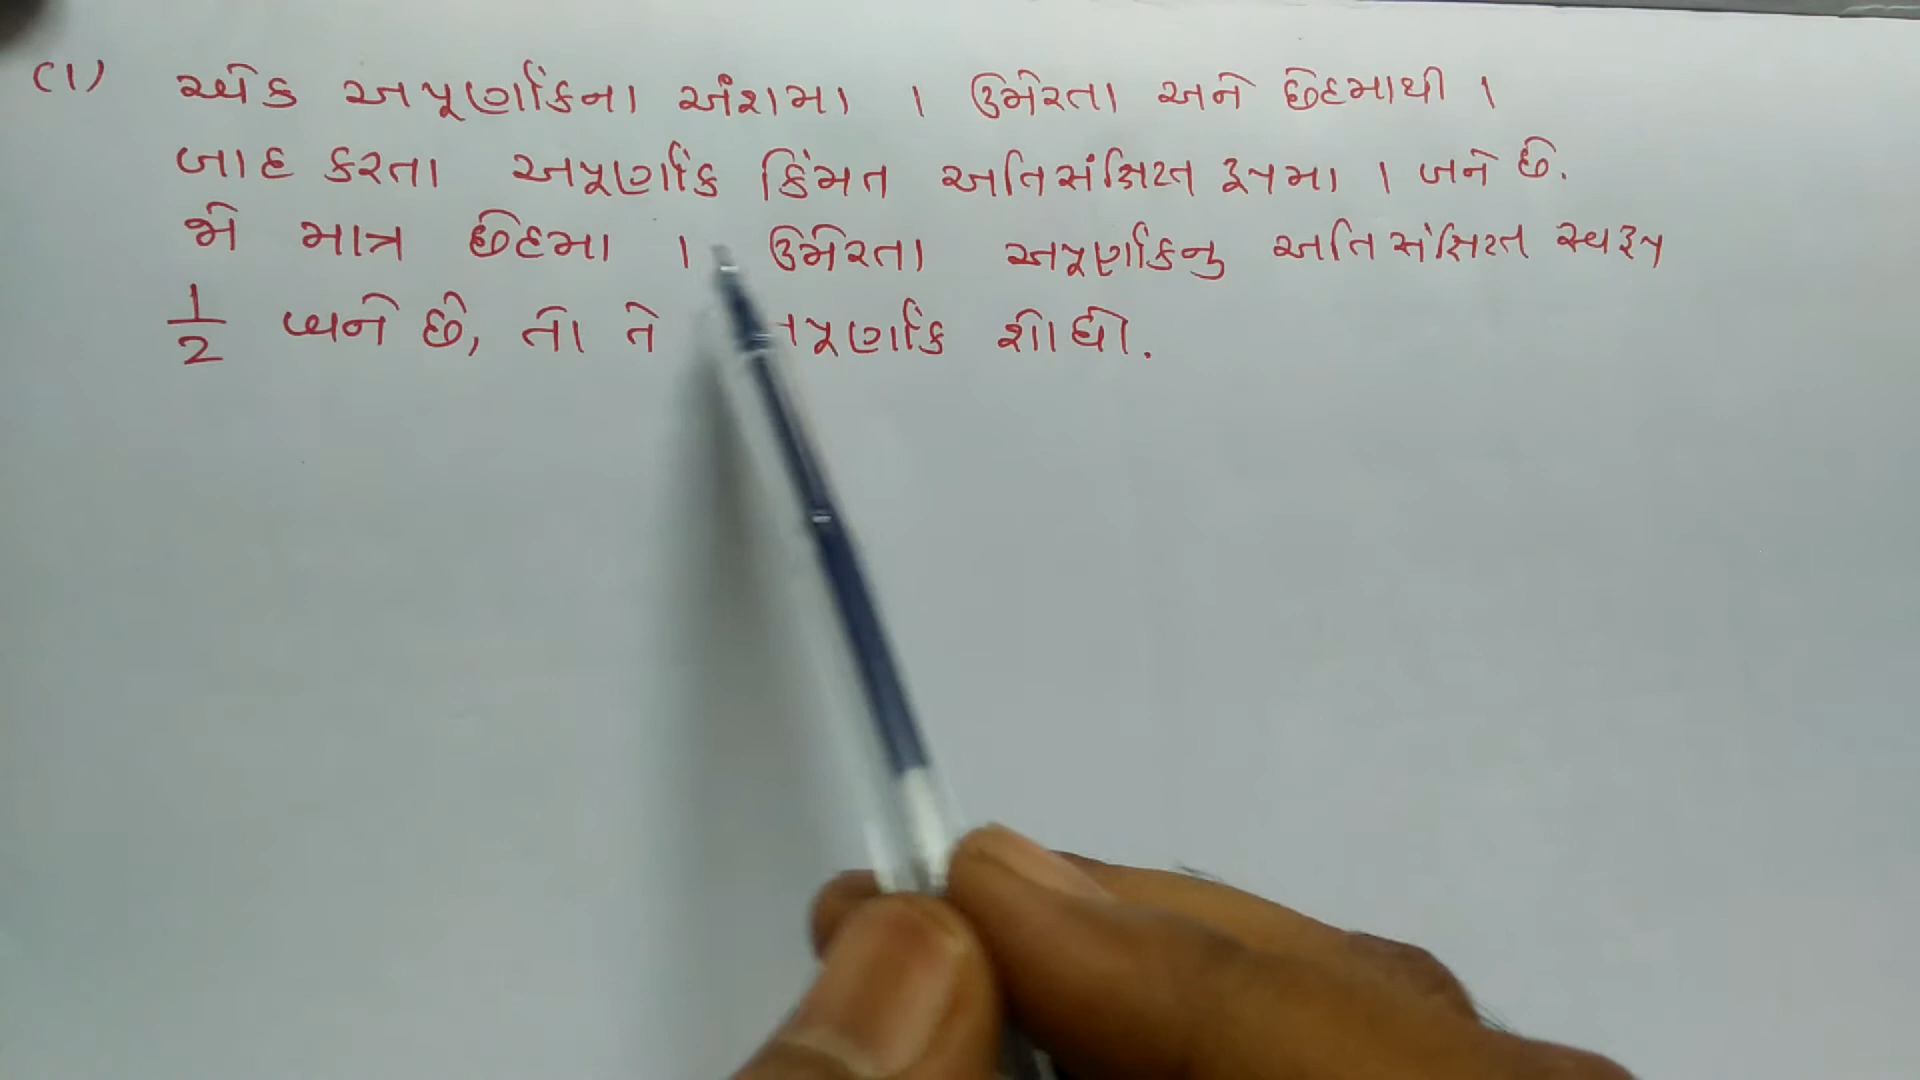 (1) એક અપૂર્ણાંકના અંશમા 1 ઉમેરતા અને છેદમાથી 1
બાદ કરતા અપૂર્ણાંક કિંમત અતિસંક્ષિપ્ત રૂપમા 1 બને છે.
જો માત્ર છેદમા 1 ઉમેરતા અપૂર્ણાંકનુ અતિસંક્ષિપ્ત સ્વરૂપ
1/2 બને છે, તો તે અપૂર્ણાંક શોધો.